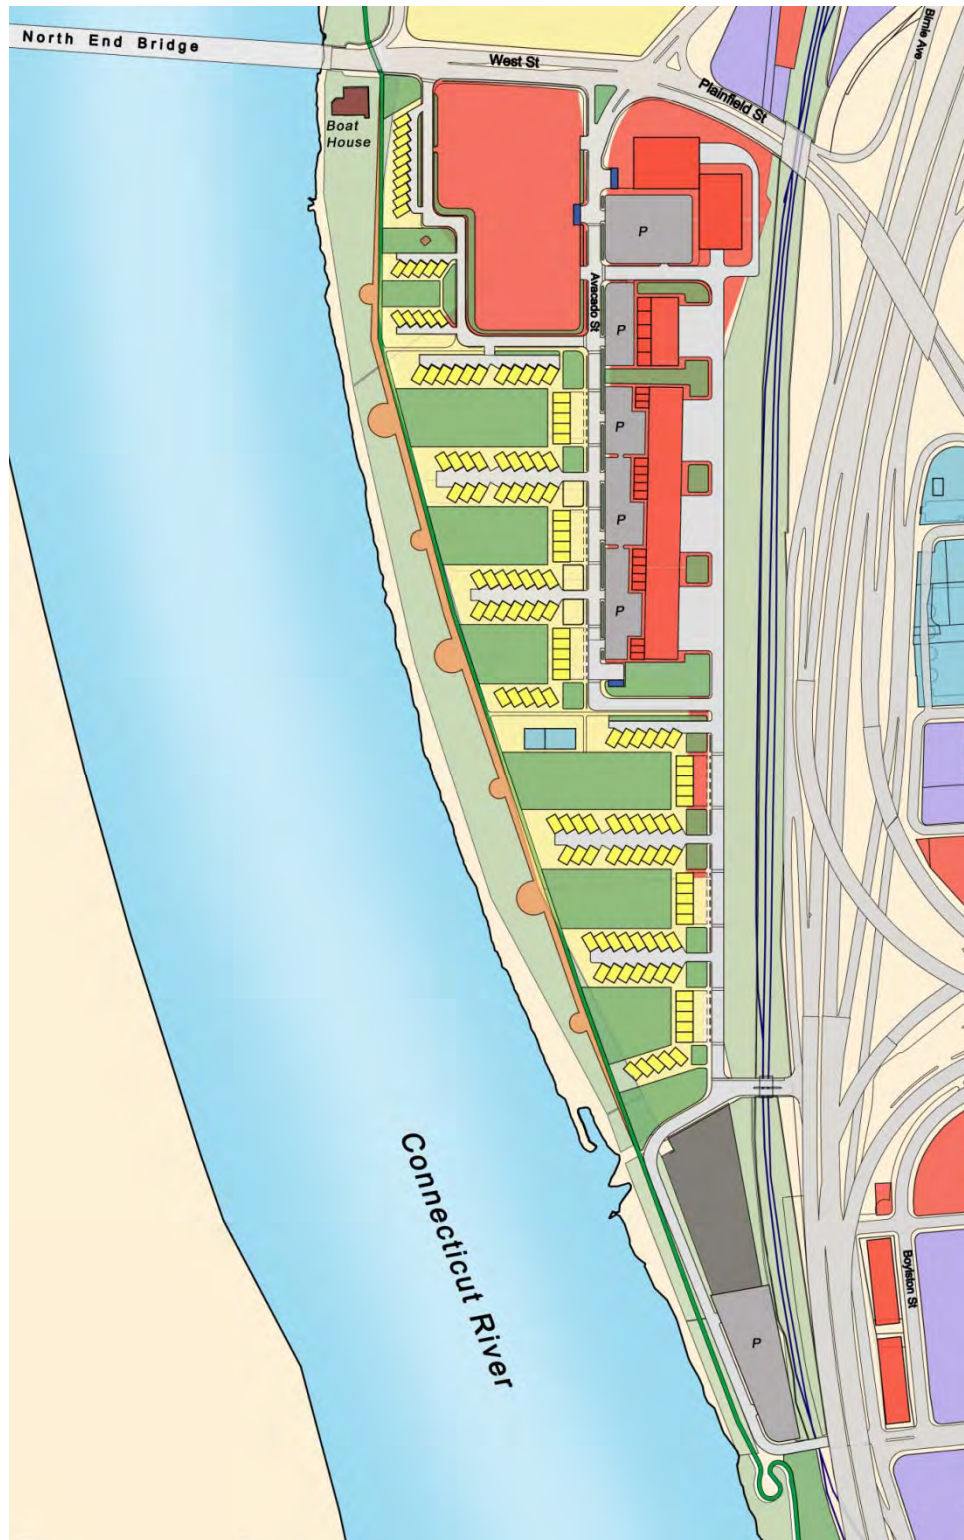 North End Bridge
West St
Plainfield St
Birnie Ave
Boat
House
P
Avacado St
P
P
P
P
Connecticut River
Boylston St
P